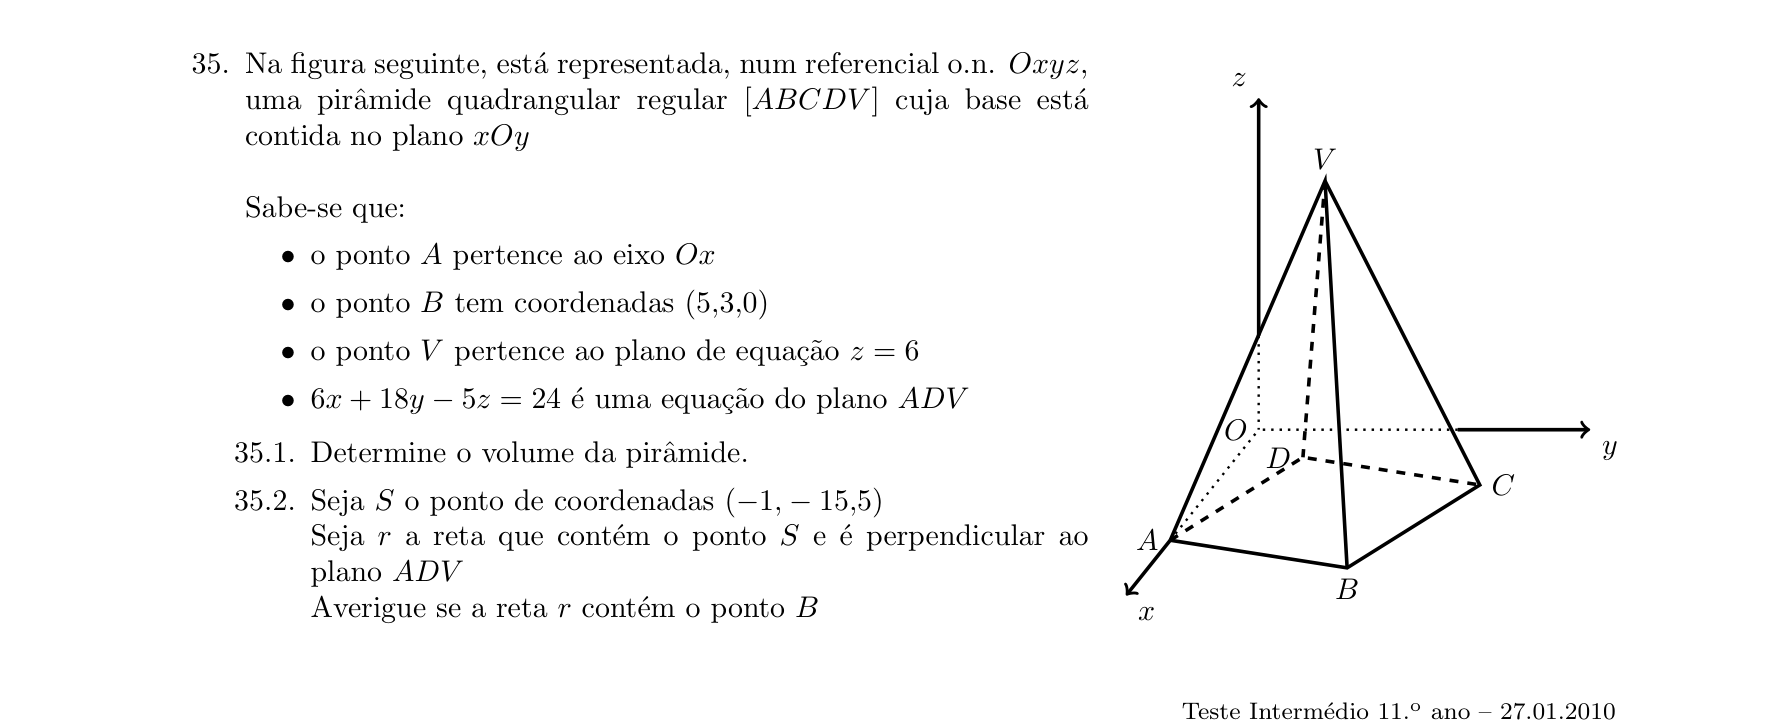 35. Na figura seguinte, está representada, num referencial o.n. Oxyz,
uma pirâmide quadrangular regular [ABCDV] cuja base está
contida no plano xOy
Sabe-se que:
• o ponto A pertence ao eixo Ox
• o ponto B tem coordenadas (5,3,0)
• o ponto V pertence ao plano de equação z = 6
• 6x + 18y − 5z = 24 é uma equação do plano ADV
35.1. Determine o volume da pirâmide.
35.2. Seja S o ponto de coordenadas (−1, − 15,5)
Seja r a reta que contém o ponto S e é perpendicular ao
plano ADV
Averigue se a reta r contém o ponto B
z
V
O
y
D
C
A
B
x
Teste Intermédio 11.º ano – 27.01.2010